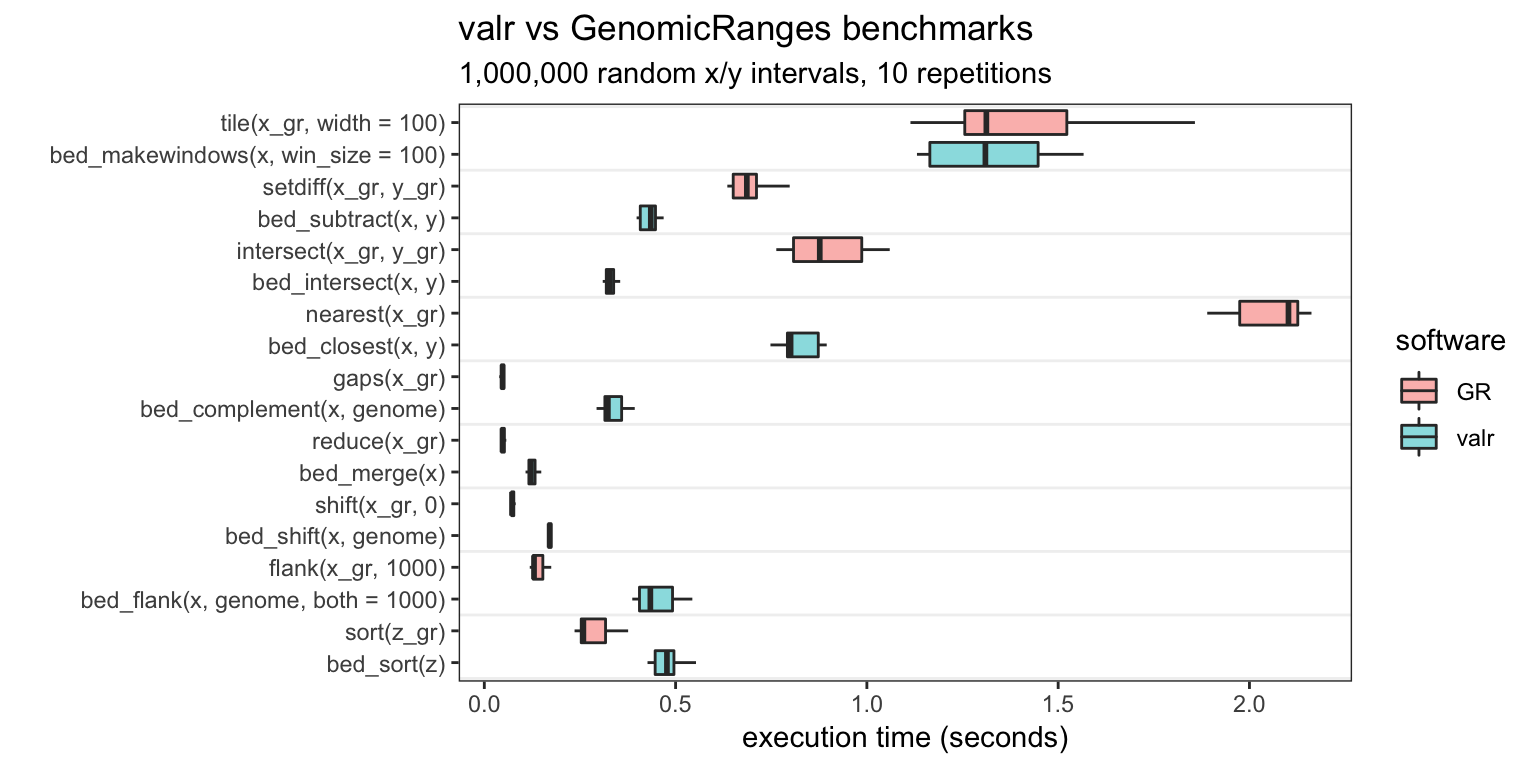 valr vs GenomicRanges benchmarks
1,000,000 random x/y intervals, 10 repetitions
tile(x_gr, width = 100)
bed_makewindows(x, win_size = 100)
setdiff(x_gr, y_gr)
bed_subtract(x, y)
intersect(x_gr, y_gr)
bed_intersect(x, y)
nearest(x_gr)
bed_closest(x, y)
gaps(x_gr)
bed_complement(x, genome)
reduce(x_gr)
bed_merge(x)
shift(x_gr, 0)
bed_shift(x, genome)
flank(x_gr, 1000)
bed_flank(x, genome, both = 1000)
sort(z_gr)
bed_sort(z)
0.0 0.5 1.0 1.5 2.0
execution time (seconds)
software
GR
valr